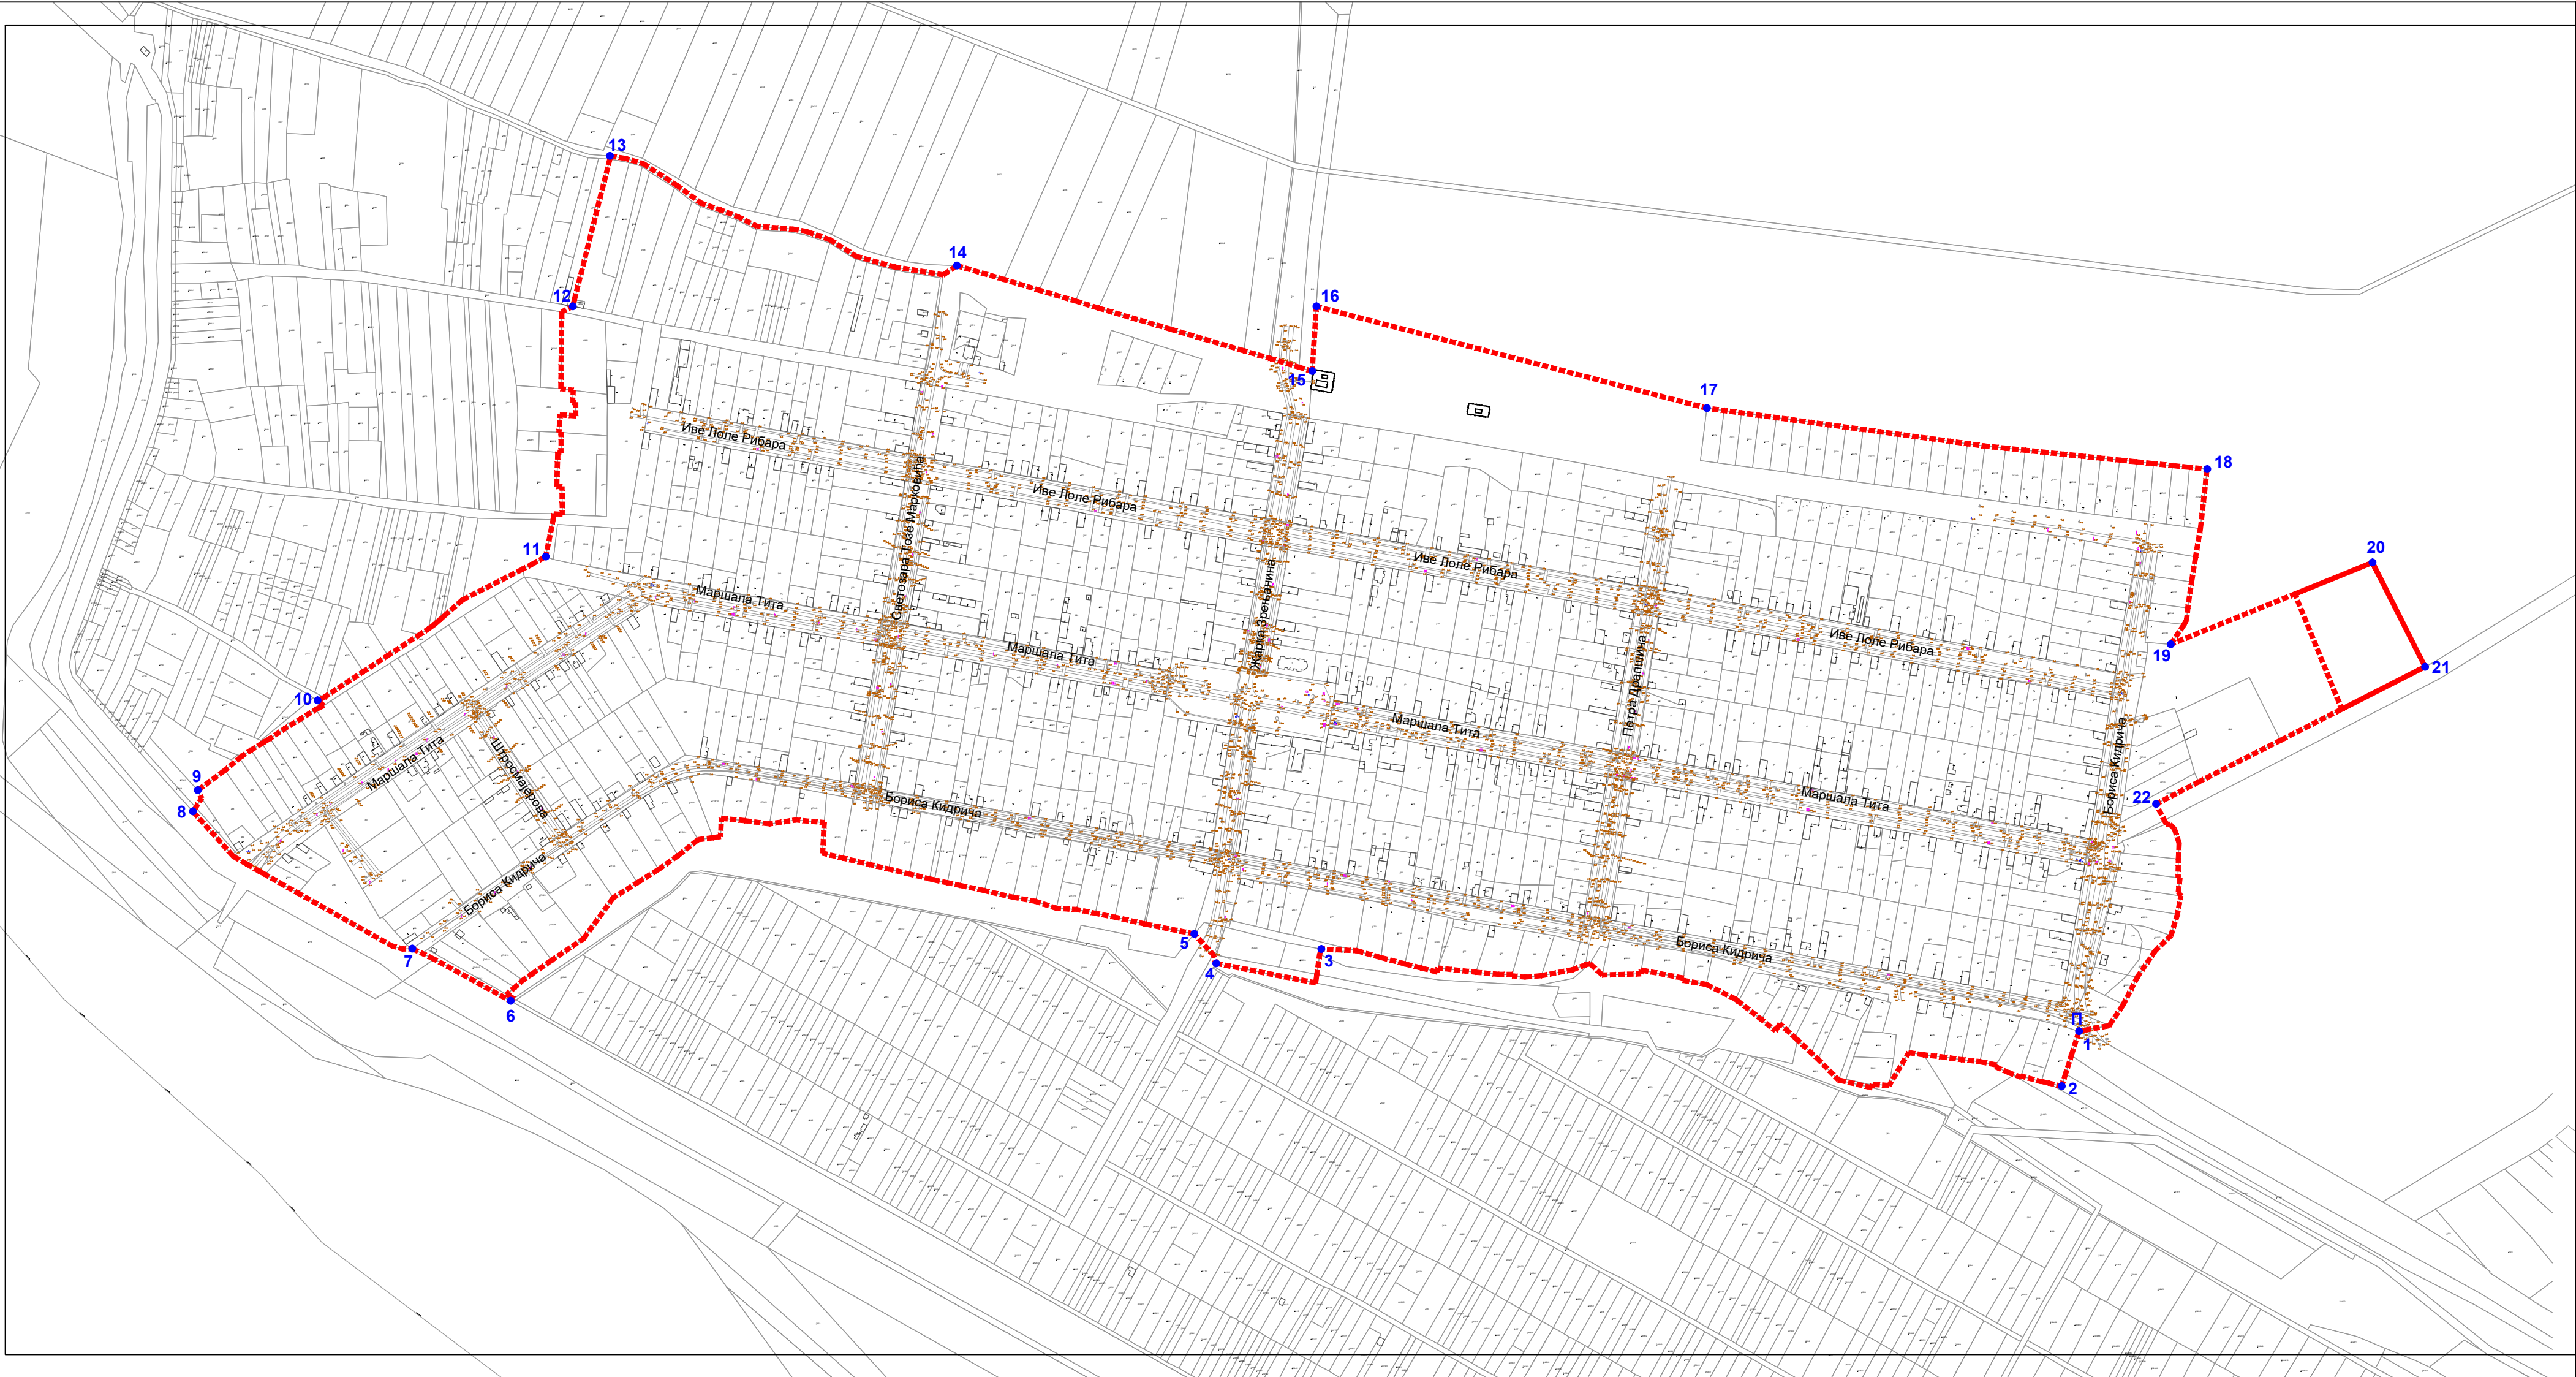 13
14
12
16
15
17
18
Иве Лоле Рибара
Иве Лоле Рибара
Светозара Тозе Марковића
11
Иве Лоле Рибара
20
Маршала Тита
Жарка Зрењанина
Иве Лоле Рибара
19
Маршала Тита
21
Петра Драпшина
10
Маршала Тита
Маршала Тита
Штросмајерова
9
8
Бориса Кидрича
Маршала Тита
Бориса Кидрича
22
Бориса Кидрича
5
3
Бориса Кидрича
7
4
6
П
1
2